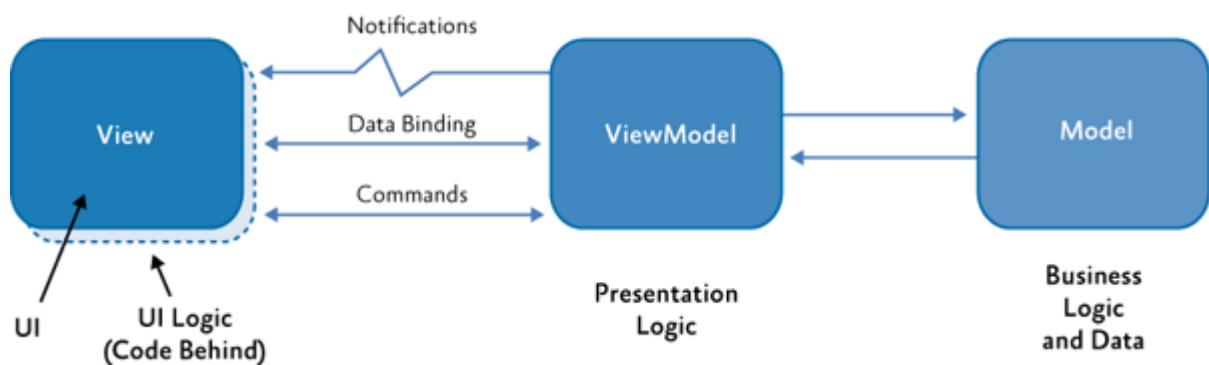 Notifications
View
Data Binding
ViewModel
Model
Commands
UI
UI Logic
(Code Behind)
Presentation
Logic
Business
Logic
and Data